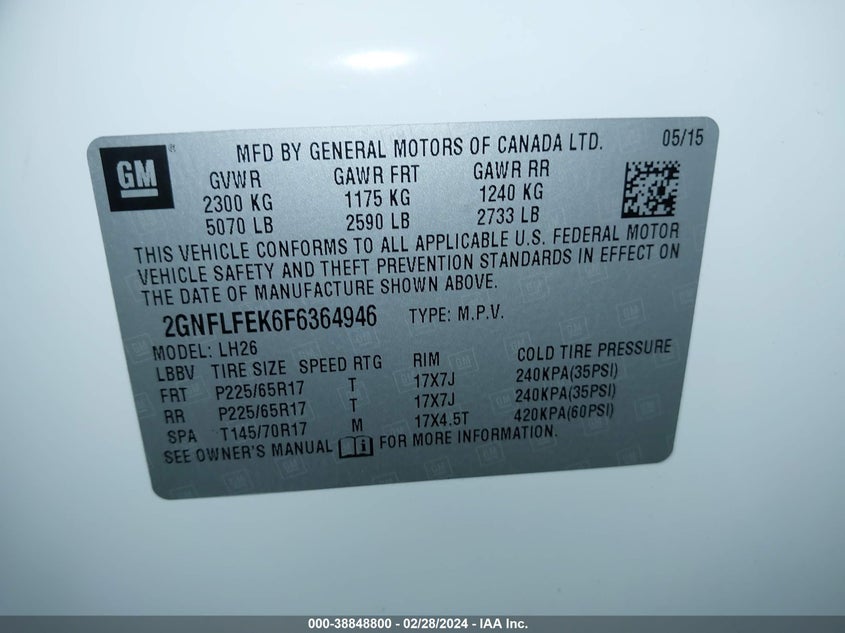 GM
®
MFD BY GENERAL MOTORS OF CANADA LTD. 05/15
GVWR GAWR FRT GAWR RR
2300 KG 1175 KG 1240 KG
5070 LB 2590 LB 2733 LB
THIS VEHICLE CONFORMS TO ALL APPLICABLE U.S. FEDERAL MOTOR
VEHICLE SAFETY AND THEFT PREVENTION STANDARDS IN EFFECT ON
THE DATE OF MANUFACTURE SHOWN ABOVE.
2GNFLFEK6F6364946 TYPE: M.P.V.
MODEL: LH26
LBBV TIRE SIZE SPEED RTG RIM COLD TIRE PRESSURE
FRT P225/65R17 T 17X7J 240KPA(35PSI)
RR P225/65R17 T 17X7J 240KPA(35PSI)
SPA T145/70R17 M 17X4.5T 420KPA(60PSI)
SEE OWNER'S MANUAL FOR MORE INFORMATION.
000-38848800 - 02/28/2024 - IAA Inc.